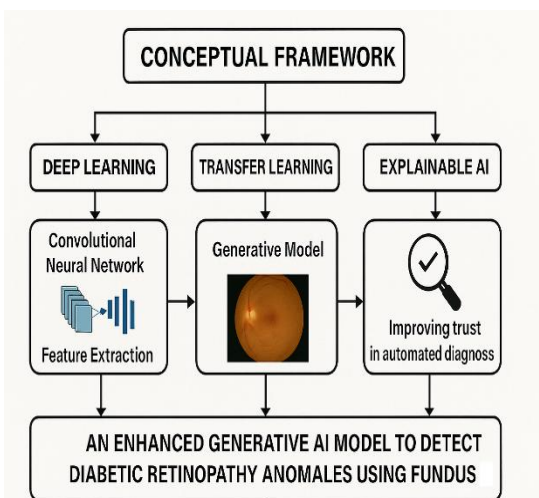 CONCEPTUAL FRAMEWORK
DEEP LEARNING
TRANSFER LEARNING
EXPLAINABLE AI
Convolutional
Neural Network
Feature Extraction
Generative Model
Improving trust
in automated diagnoss
AN ENHANCED GENERATIVE AI MODEL TO DETECT
DIABETIC RETINOPATHY ANOMALES USING FUNDUS